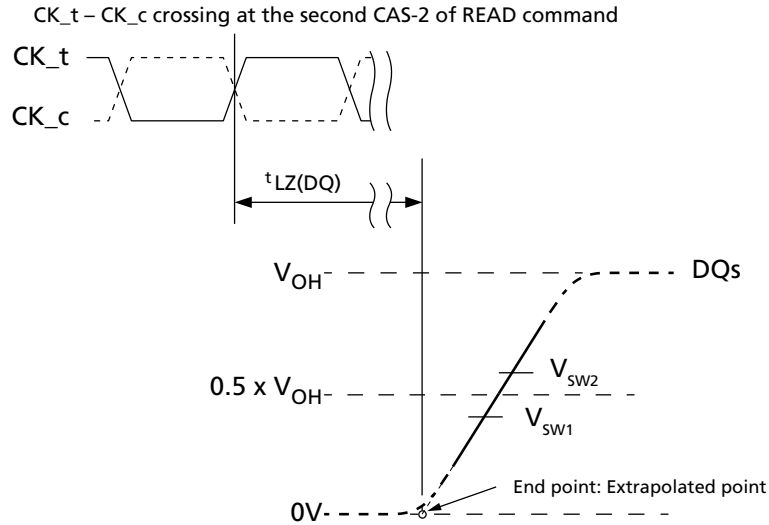 CK_t – CK_c crossing at the second CAS-2 of READ command
CK_t
CK_c
tLZ(DQ)
VOH
DQs
VSW2
0.5 x VOH
VSW1
End point: Extrapolated point
0V